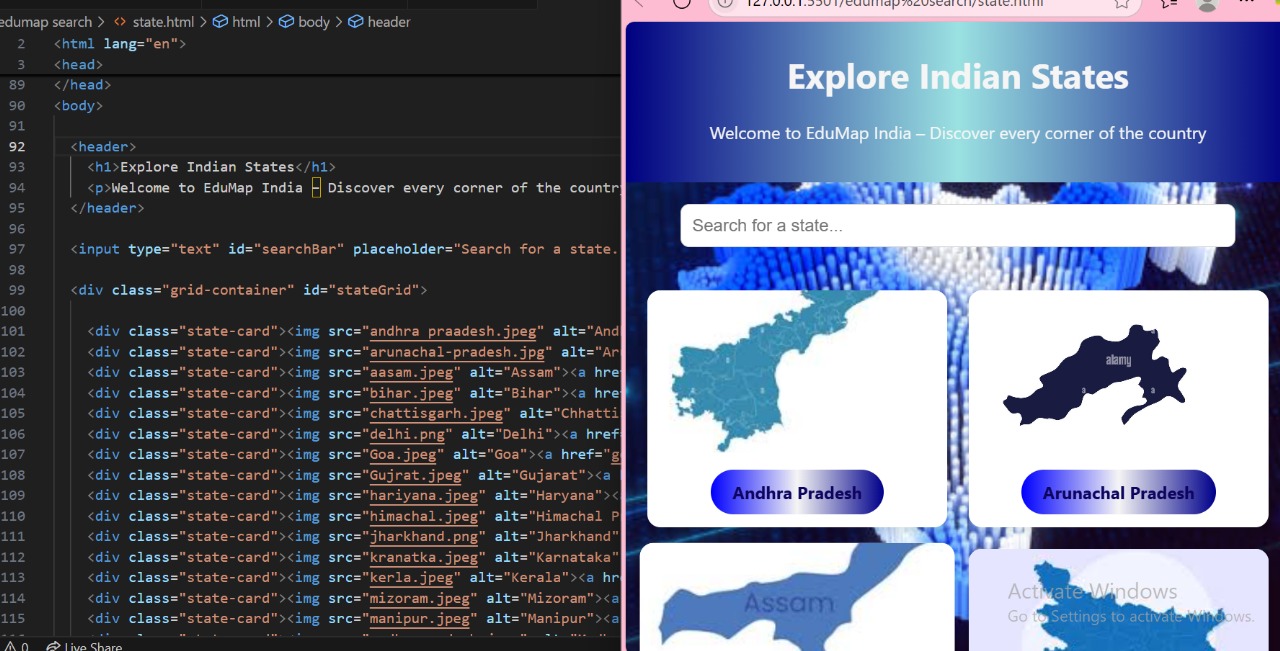 edumap search > state.html > html > body > header
2 <html lang="en">
3 <head>
89 </head>
90 <body>
91
92 <header>
93 <h1>Explore Indian States</h1>
94 <p>Welcome to EduMap India – Discover every corner of the countr
95 </header>
96
97 <input type="text" id="searchBar" placeholder="Search for a state.
98
99 <div class="grid-container" id="stateGrid">
100
101 <div class="state-card"><img src="andhra praadesh.jpeg" alt="And
102 <div class="state-card"><img src="arunachal-pradesh.jpg" alt="Ar
103 <div class="state-card"><img src="aasam.jpeg" alt="Assam"><a hre
104 <div class="state-card"><img src="bihar.jpeg" alt="Bihar"><a hre
105 <div class="state-card"><img src="chattisgarh.jpeg" alt="Chhatti
106 <div class="state-card"><img src="delhi.png" alt="Delhi"><a href
107 <div class="state-card"><img src="Goa.jpeg" alt="Goa"><a href="g
108 <div class="state-card"><img src="Gujrat.jpeg" alt="Gujarat"><a
109 <div class="state-card"><img src="hariyana.jpeg" alt="Haryana"><
110 <div class="state-card"><img src="himachal.jpeg" alt="Himachal P
111 <div class="state-card"><img src="jharkhand.png" alt="Jharkhand"
112 <div class="state-card"><img src="kranatka.jpeg" alt="Karnataka"
113 <div class="state-card"><img src="kerla.jpeg" alt="Kerala"><a h
114 <div class="state-card"><img src="mizoram.jpeg" alt="Mizoram"><a
115 <div class="state-card"><img src="manipur.jpeg" alt="Manipur"><a
0 Live Share
127.0.0.1:5501/edumap%20search/state.html
Explore Indian States
Welcome to EduMap India – Discover every corner of the country
Search for a state...
alamy
Andhra Pradesh
Arunachal Pradesh
Assam
Activate Windows
Go to Settings to activate Windows.